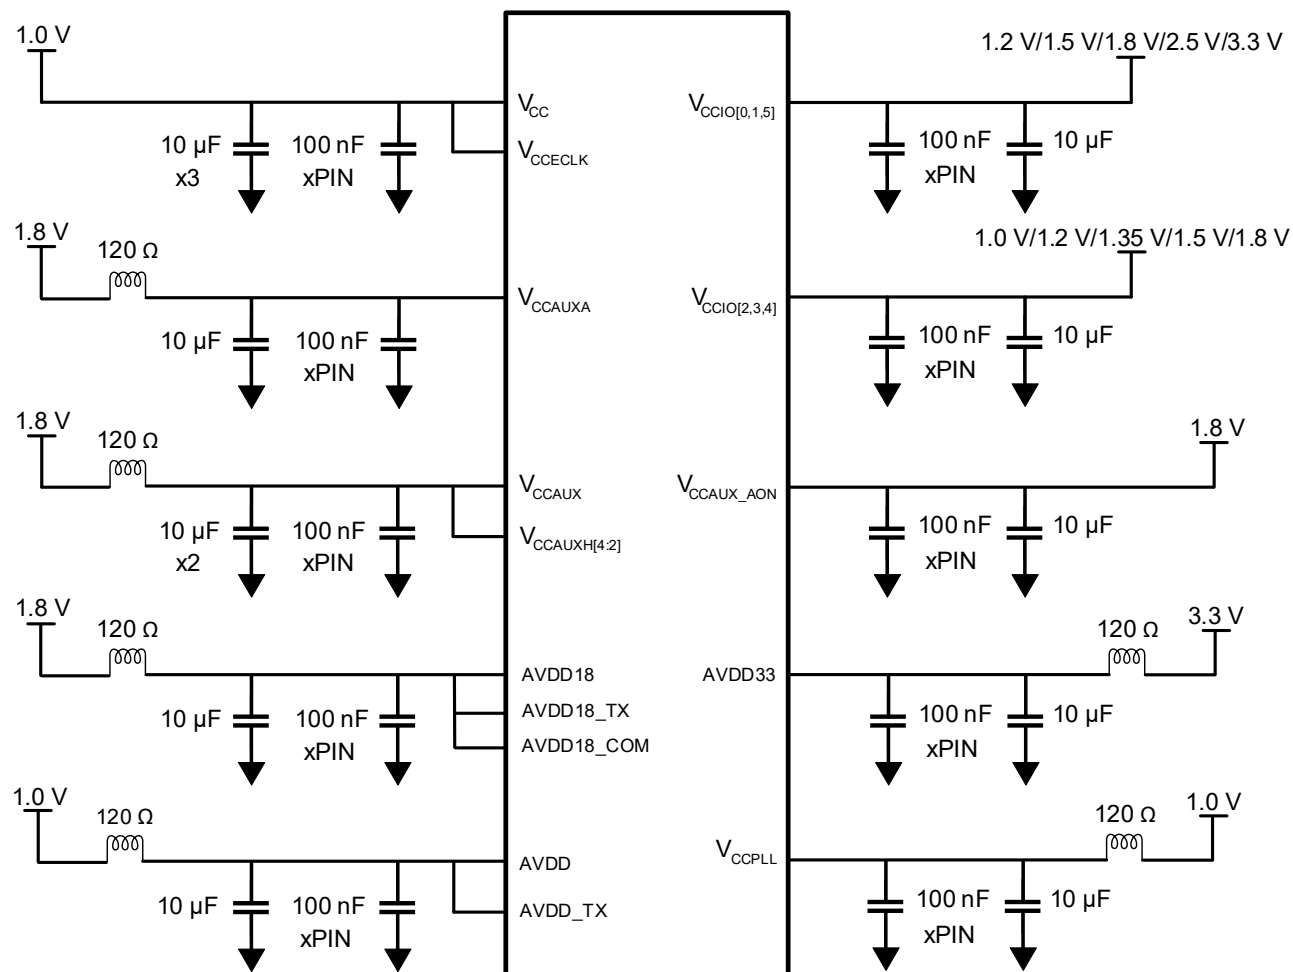 1.0 V
10 µF
x3
100 nF
xPIN
VCC
VCCECLK
1.8 V
120 Ω
10 µF
100 nF
xPIN
VCCAUXA
1.8 V
120 Ω
10 µF
x2
100 nF
xPIN
VCCAUX
VCCAUXH[4:2]
1.8 V
120 Ω
10 µF
100 nF
xPIN
AVDD18
AVDD18_TX
AVDD18_COM
1.0 V
120 Ω
10 µF
100 nF
xPIN
AVDD
AVDD_TX
1.2 V/1.5 V/1.8 V/2.5 V/3.3 V
VCCIO[0,1,5]
100 nF
xPIN
10 µF
1.0 V/1.2 V/1.35 V/1.5 V/1.8 V
VCCIO[2,3,4]
100 nF
xPIN
10 µF
1.8 V
VCCAUX_AON
100 nF
xPIN
10 µF
3.3 V
120 Ω
AVDD33
100 nF
xPIN
10 µF
1.0 V
120 Ω
VCCPLL
100 nF
xPIN
10 µF